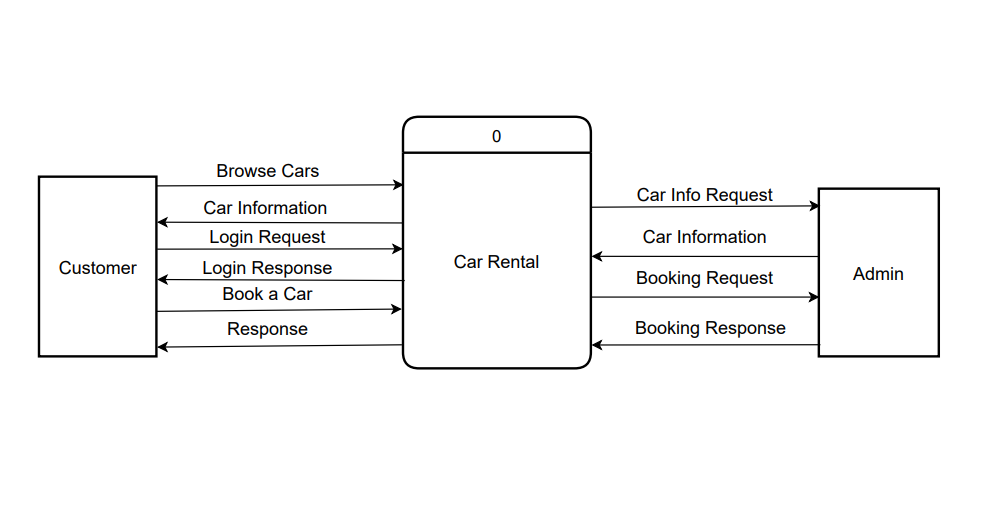 0
Browse Cars
Car Information
Login Request
Login Response
Book a Car
Response
Customer
Car Rental
Car Info Request
Car Information
Booking Request
Booking Response
Admin